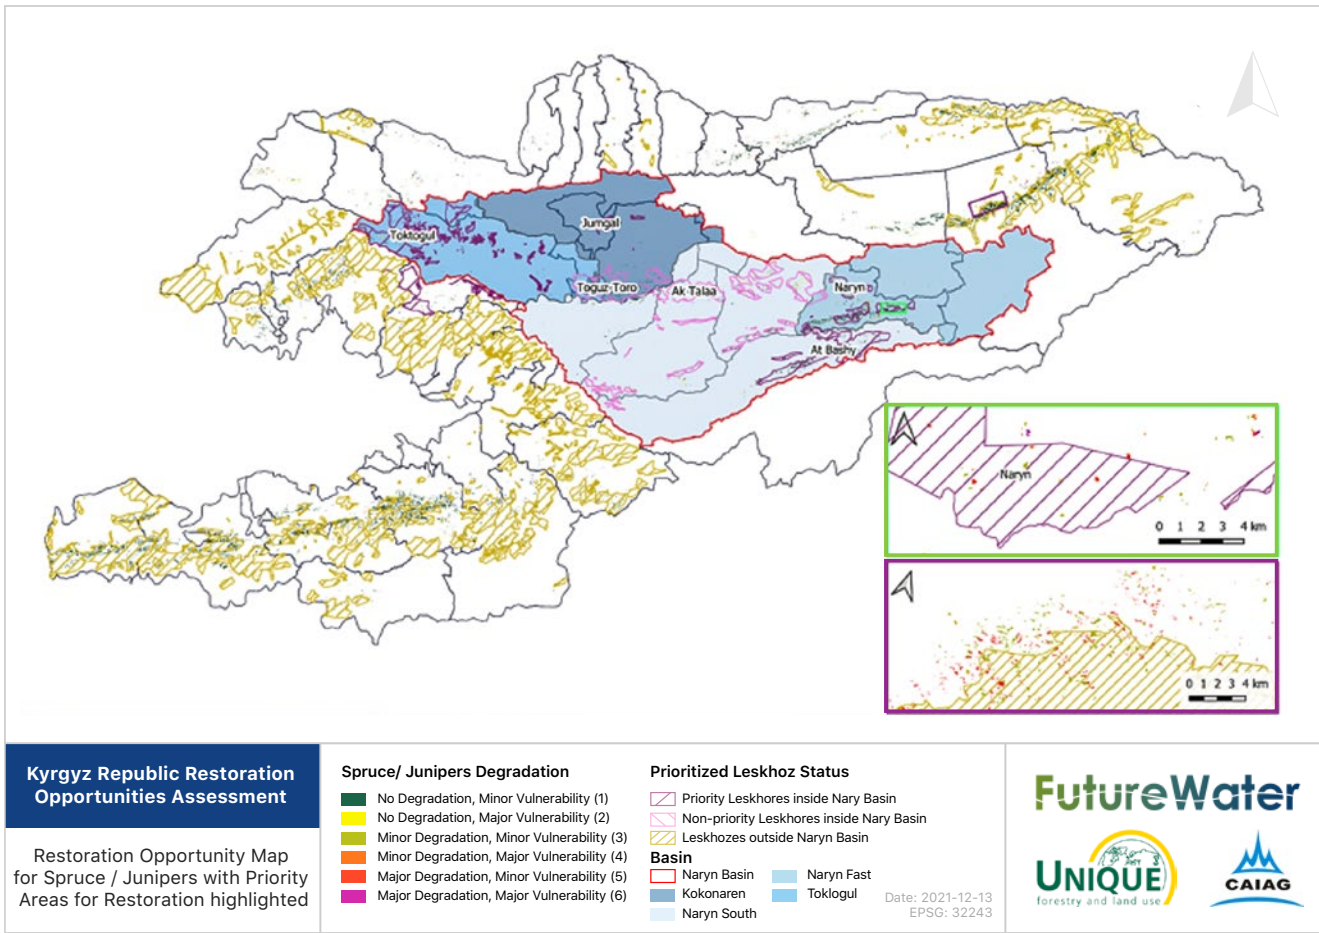 Jumgal
Toktogul
Toguz-Toro
Ak-Talaa
Naryn
At Bashy
Naryn
0 1 2 3 4 km
0 1 2 3 4 km
Kyrgyz Republic Restoration
Opportunities Assessment
Restoration Opportunity Map
for Spruce / Junipers with Priority
Areas for Restoration highlighted
Spruce/ Junipers Degradation
No Degradation, Minor Vulnerability (1)
No Degradation, Major Vulnerability (2)
Minor Degradation, Minor Vulnerability (3)
Minor Degradation, Major Vulnerability (4)
Major Degradation, Minor Vulnerability (5)
Major Degradation, Major Vulnerability (6)
Prioritized Leskhoz Status
Priority Leskhores inside Nary Basin
Non-priority Leskhores inside Nary Basin
Leskhozes outside Naryn Basin
Basin
Naryn Basin
Kokonaren
Naryn South
Naryn Fast
Toklogul
Date: 2021-12-13
EPSG: 32243
FutureWater
UNIQUE
forestry and land use
CAIAG